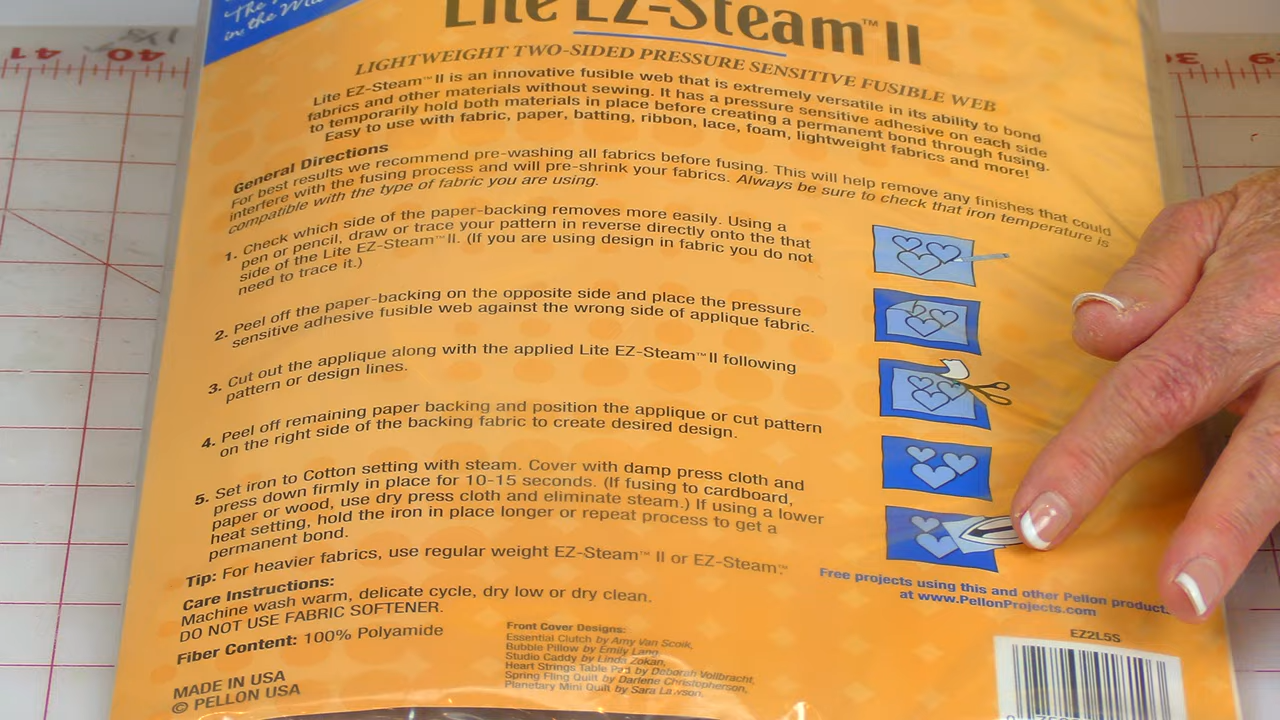 in the
Lite EZ-Steam™ II
LIGHTWEIGHT TWO-SIDED PRESSURE SENSITIVE FUSIBLE WEB
Lite EZ-Steam™ II is an innovative fusible web that is extremely versatile in its ability to bond
fabrics and other materials without sewing. It has a pressure sensitive adhesive on each side
to temporarily hold both materials in place before creating a permanent bond through fusing.
Easy to use with fabric, paper, batting, ribbon, lace, foam, lightweight fabrics and more!
General Directions
For best results we recommend pre-washing all fabrics before fusing. This will help remove any finishes that could
interfere with the fusing process and will pre-shrink your fabrics. Always be sure to check that iron temperature is
compatible with the type of fabric you are using.
1. Check which side of the paper-backing removes more easily. Using a
pen or pencil, draw or trace your pattern in reverse directly onto the that
side of the Lite EZ-Steam™II. (If you are using design in fabric you do not
need to trace it.)
2. Peel off the paper-backing on the opposite side and place the pressure
sensitive adhesive fusible web against the wrong side of applique fabric.
3. Cut out the applique along with the applied Lite EZ-Steam™II following
pattern or design lines.
4. Peel off remaining paper backing and position the applique or cut pattern
on the right side of the backing fabric to create desired design.
5. Set iron to Cotton setting with steam. Cover with damp press cloth and
press down firmly in place for 10-15 seconds. (If fusing to cardboard,
paper or wood, use dry press cloth and eliminate steam.) If using a lower
heat setting, hold the iron in place longer or repeat process to get a
permanent bond.
Tip: For heavier fabrics, use regular weight EZ-Steam™ II or EZ-Steam™.
Free projects using this and other Pellon product.
at www.PellonProjects.com
Care Instructions:
Machine wash warm, delicate cycle, dry low or dry clean.
DO NOT USE FABRIC SOFTENER.
Fiber Content: 100% Polyamide
Front Cover Designs:
Essential Clutch by Amy Van Scoik,
Bubble Pillow by Emily Lang,
Studio Caddy by Linda Zokan,
Heart Strings Table Pad by Deborah Vollbracht,
Spring Fling Quilt by Darlene Christopherson,
Planetary Mini Quilt by Sara Lawson,
EZ2L5S
MADE IN USA
© PELLON USA
41
40